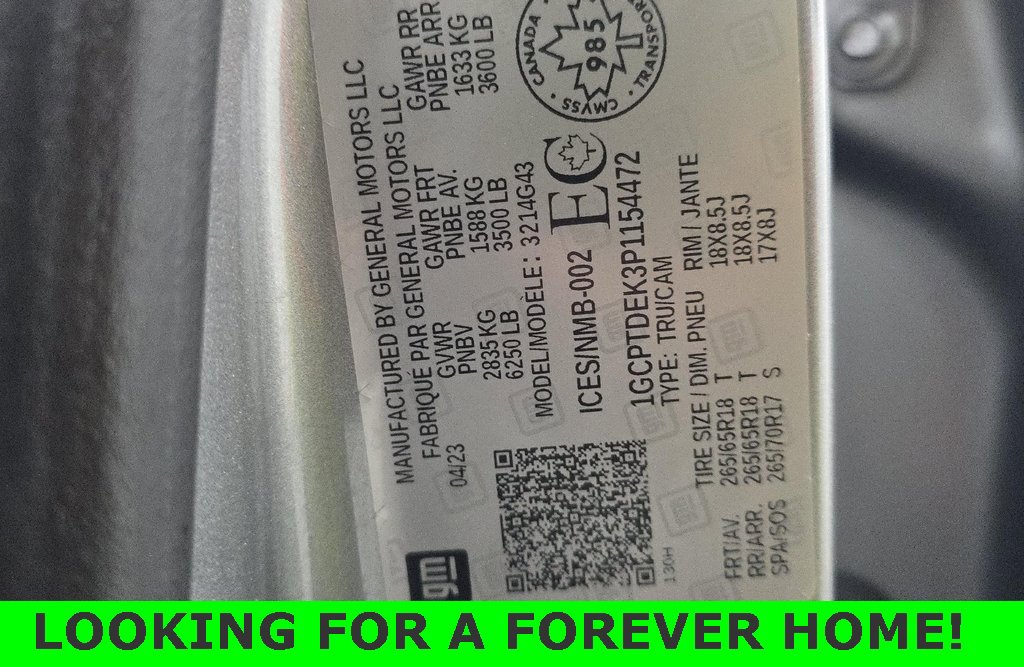 MANUFACTURED BY GENERAL MOTORS LLC
FABRIQUÉ PAR GENERAL MOTORS LLC
04/23
GVWR GAWR FRT GAWR RR
PNBV PNBE AV. PNBE ARR
2835 KG 1588 KG 1633 KG
6250 LB 3500 LB 3600 LB
MODEL/MODÈLE: 3214G43
ICES/NMB-002 EC
CANADA TRANSPORT
985
CMVSS
1GCPTDEK3P1154472
TYPE: TRU/CAM
TIRE SIZE / DIM. PNEU RIM / JANTE
FRT/AV. 265/65R18 T 18X8.5J
RR/ARR. 265/65R18 T 18X8.5J
SPA/SOS 265/70R17 S 17X8J
gm
130H
LOOKING FOR A FOREVER HOME!